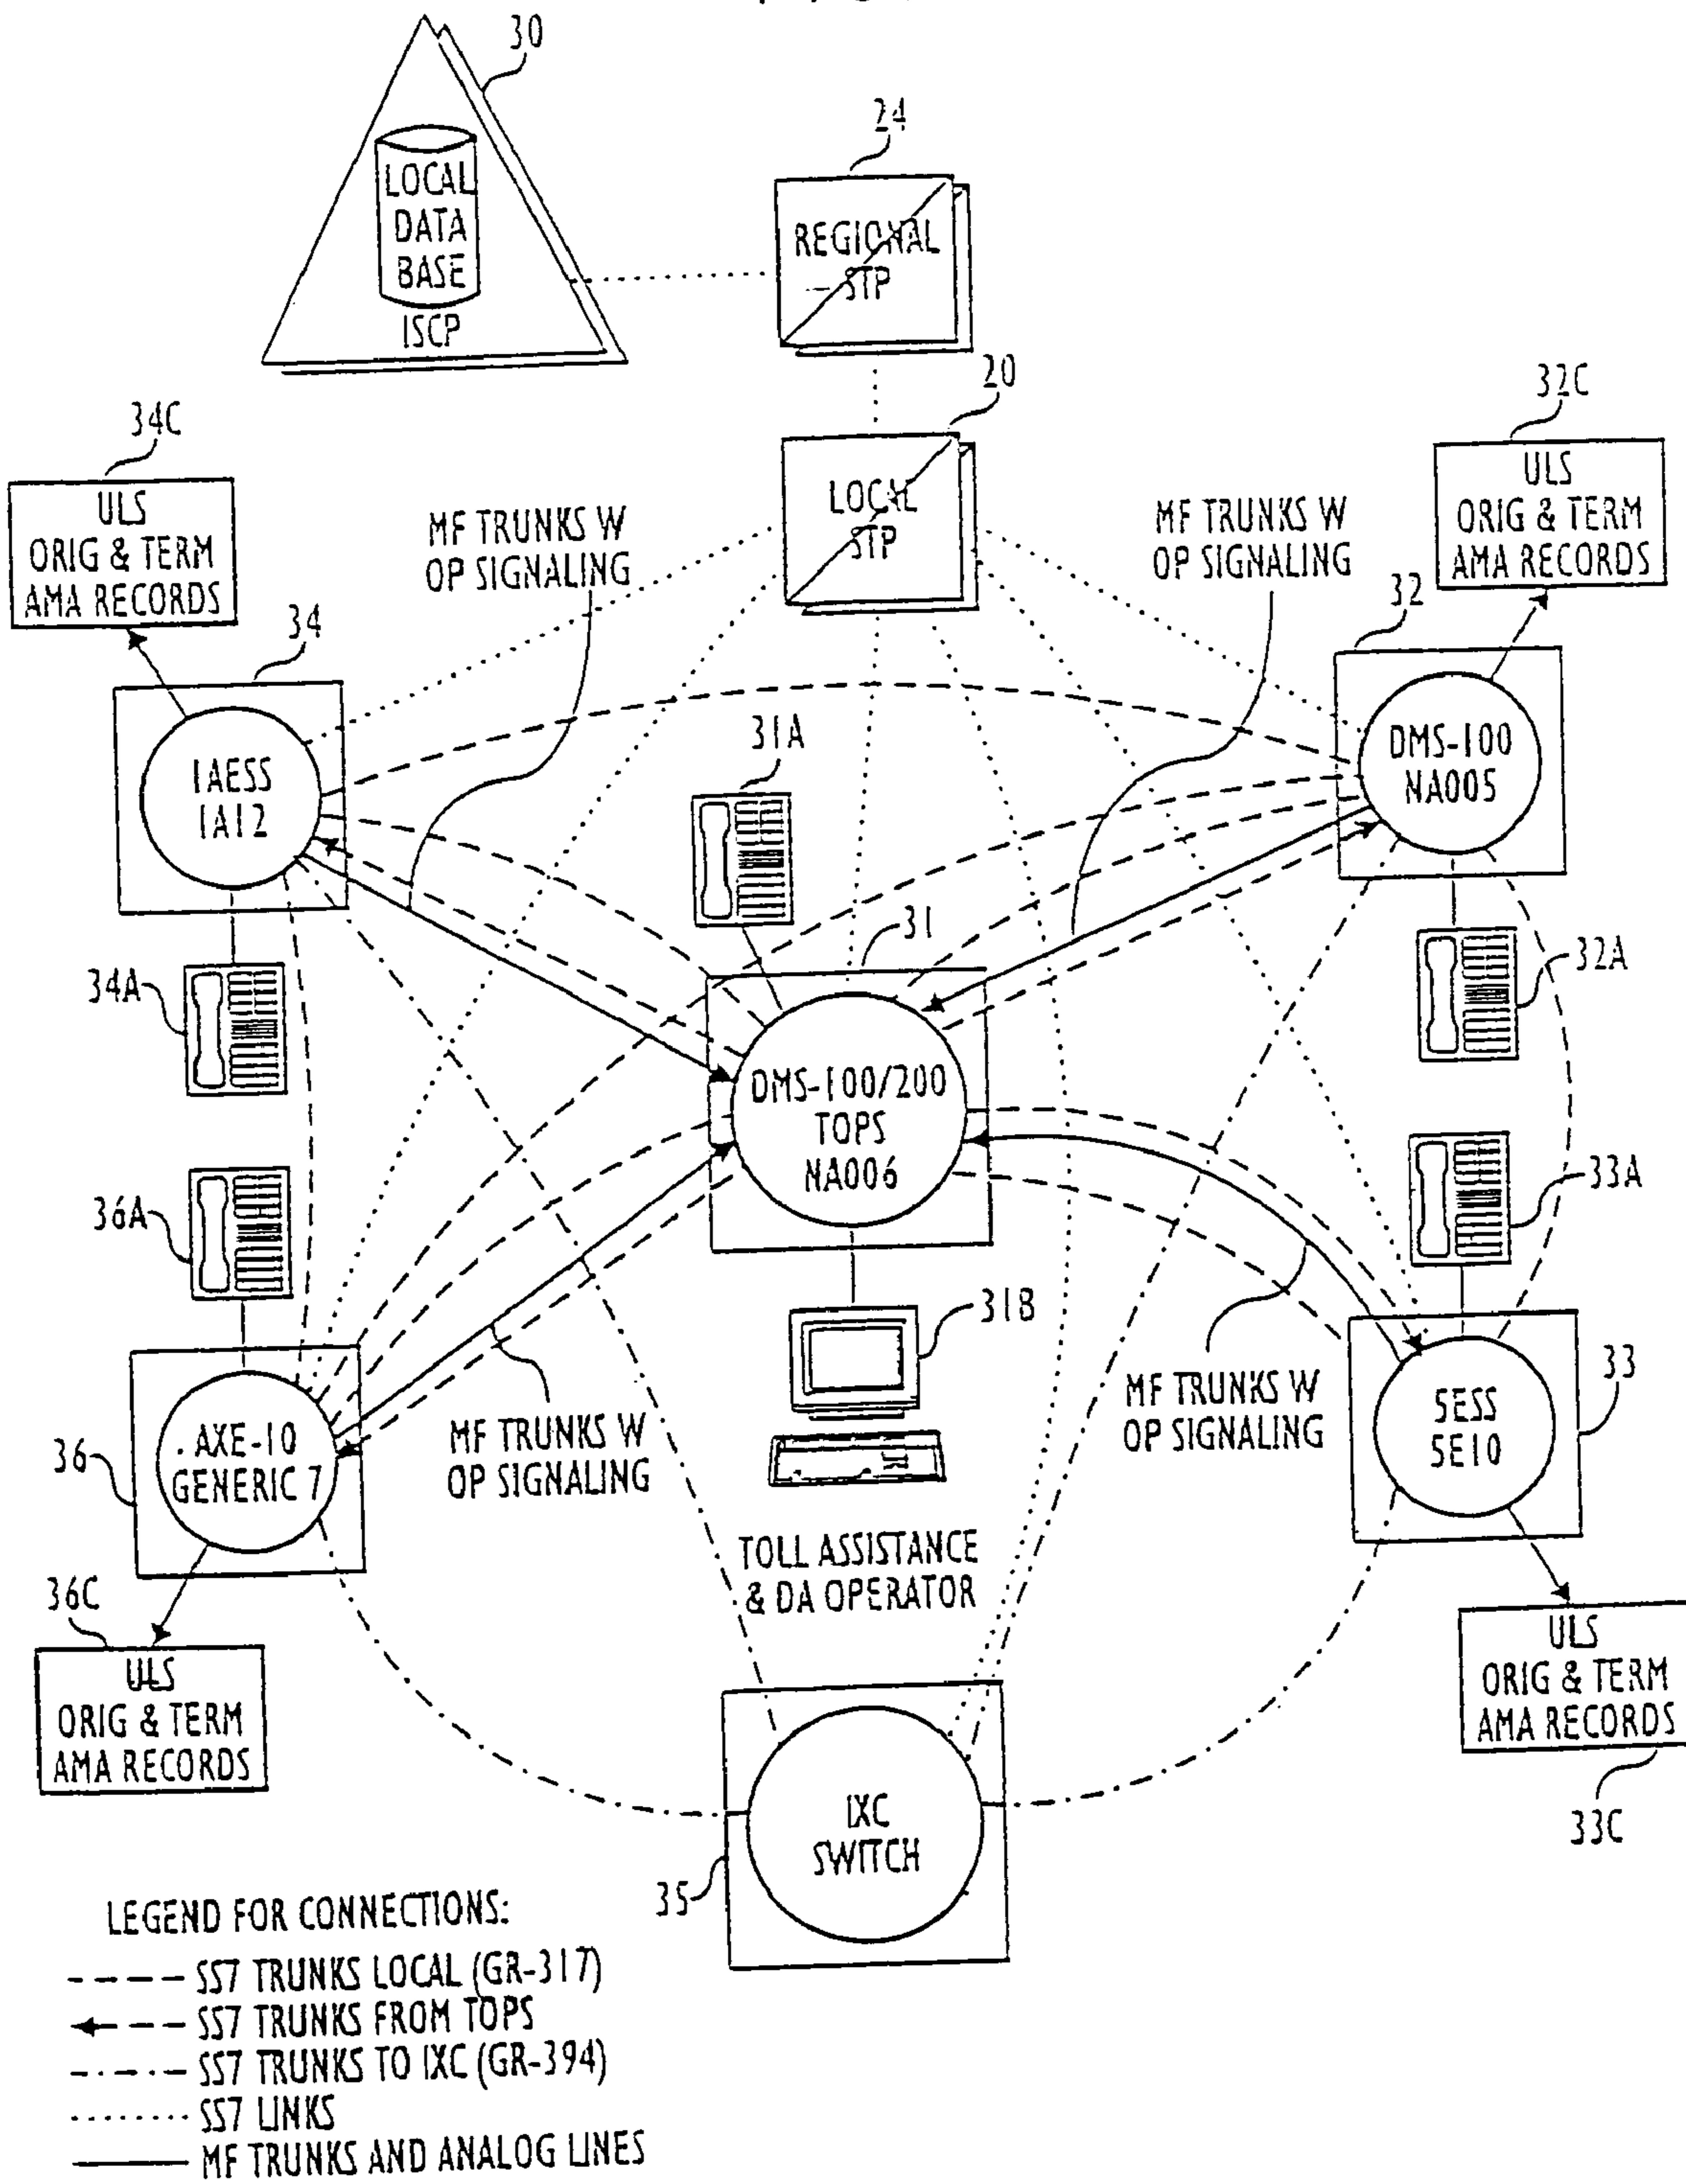 30
24
LOCAL
DATA
BASE
ISCP
REGIONAL
STP
20
34C
32C
ULS
ORIG & TERM
AMA RECORDS
MF TRUNKS W
OP SIGNALING
LOCAL
STP
MF TRUNKS W
OP SIGNALING
ULS
ORIG & TERM
AMA RECORDS
34
32
31A
1AESS
1A12
DMS-100
NA005
31
34A
32A
DMS-100/200
TOPS
NA006
36A
33A
31B
36
AXE-10
GENERIC 7
MF TRUNKS W
OP SIGNALING
MF TRUNKS W
OP SIGNALING
5ESS
5E10
33
TOLL ASSISTANCE
& DA OPERATOR
36C
ULS
ORIG & TERM
AMA RECORDS
ULS
ORIG & TERM
AMA RECORDS
33C
IXC
SWITCH
35
LEGEND FOR CONNECTIONS:
SS7 TRUNKS LOCAL (GR-317)
SS7 TRUNKS FROM TOPS
SS7 TRUNKS TO IXC (GR-394)
SS7 LINKS
MF TRUNKS AND ANALOG LINES